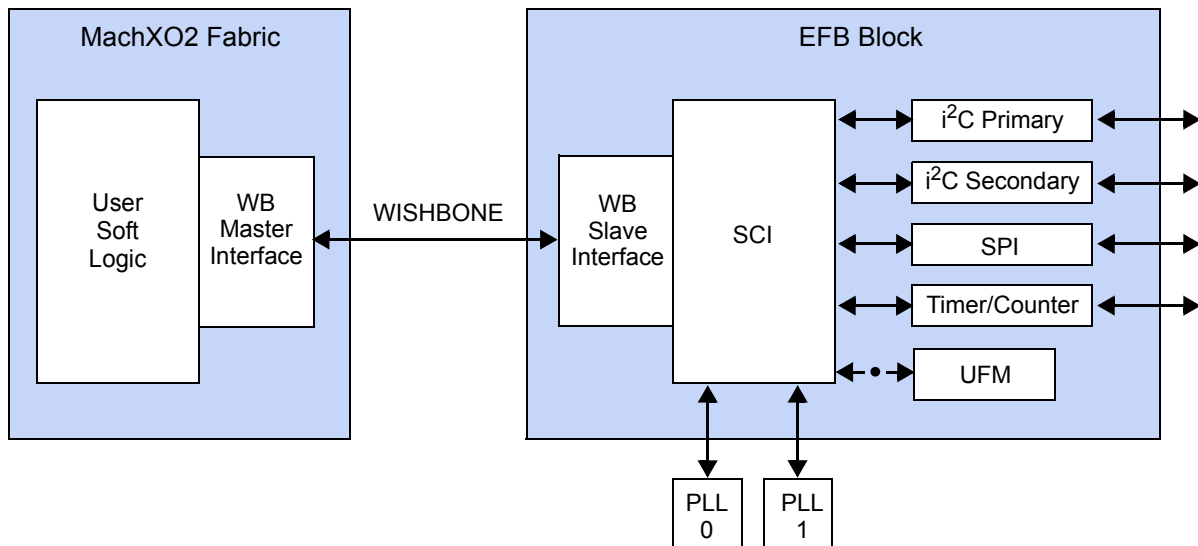 MachXO2 Fabric
User
Soft
Logic
WB
Master
Interface
WISHBONE
EFB Block
WB
Slave
Interface
SCI
i²C Primary
i²C Secondary
SPI
Timer/Counter
UFM
PLL
0
PLL
1